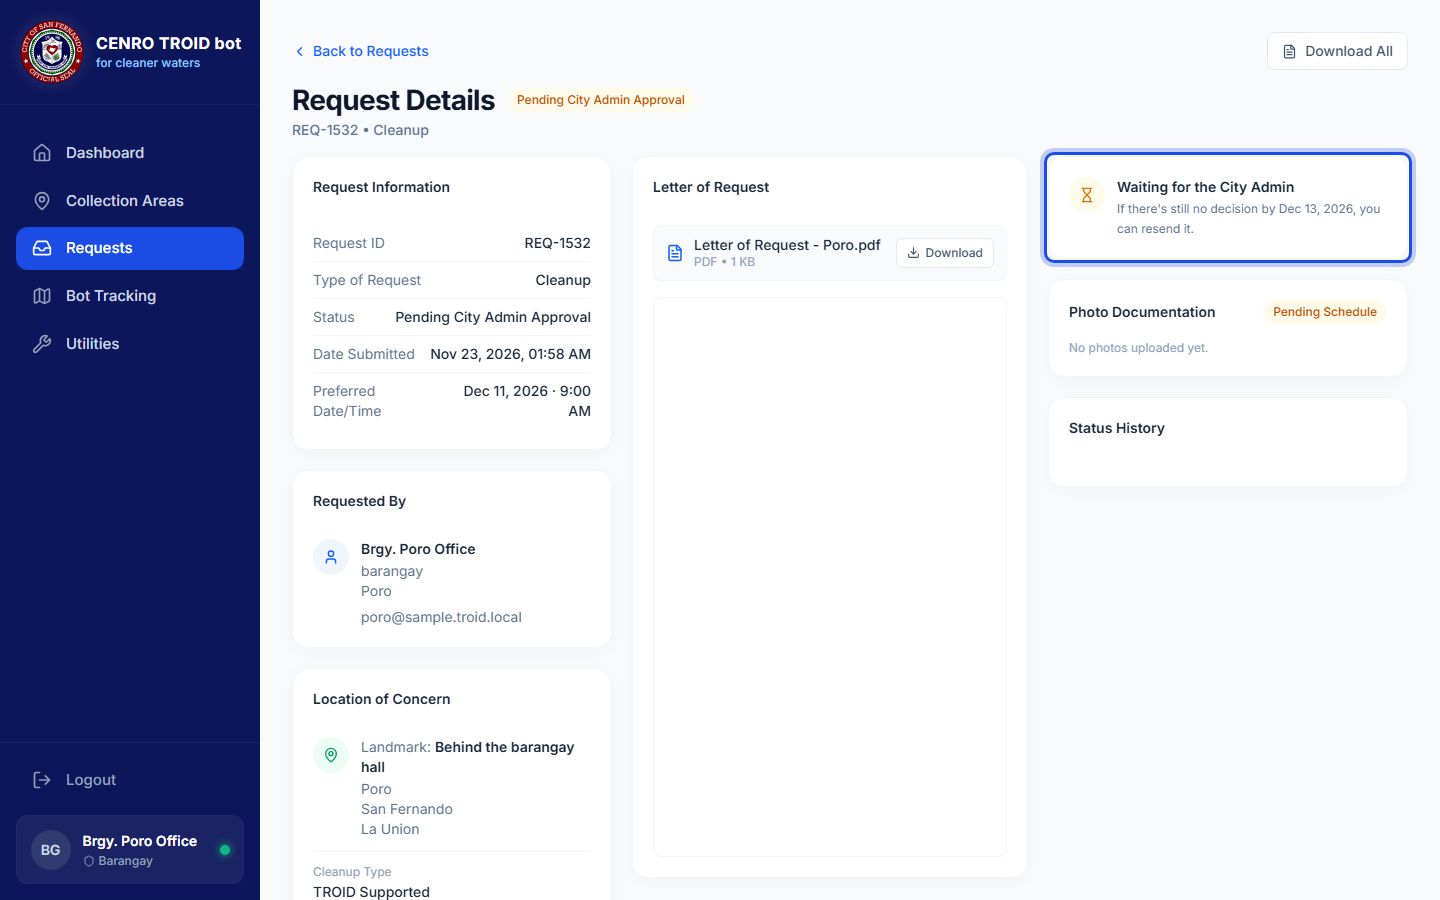 CITY OF SAN FERNANDO
OFFICIAL SEAL
CENRO TROID bot
for cleaner waters
Dashboard
Collection Areas
Requests
Bot Tracking
Utilities
Logout
BG
Brgy. Poro Office
Barangay
Back to Requests
Download All
Request Details
Pending City Admin Approval
REQ-1532 • Cleanup
Request Information
Request ID REQ-1532
Type of Request Cleanup
Status Pending City Admin Approval
Date Submitted Nov 23, 2026, 01:58 AM
Preferred Dec 11, 2026 · 9:00
Date/Time AM
Requested By
Brgy. Poro Office
barangay
Poro
poro@sample.troid.local
Location of Concern
Landmark: Behind the barangay
hall
Poro
San Fernando
La Union
Cleanup Type
TROID Supported
Letter of Request
Letter of Request - Poro.pdf
PDF • 1 KB
Download
Waiting for the City Admin
If there's still no decision by Dec 13, 2026, you
can resend it.
Photo Documentation
Pending Schedule
No photos uploaded yet.
Status History